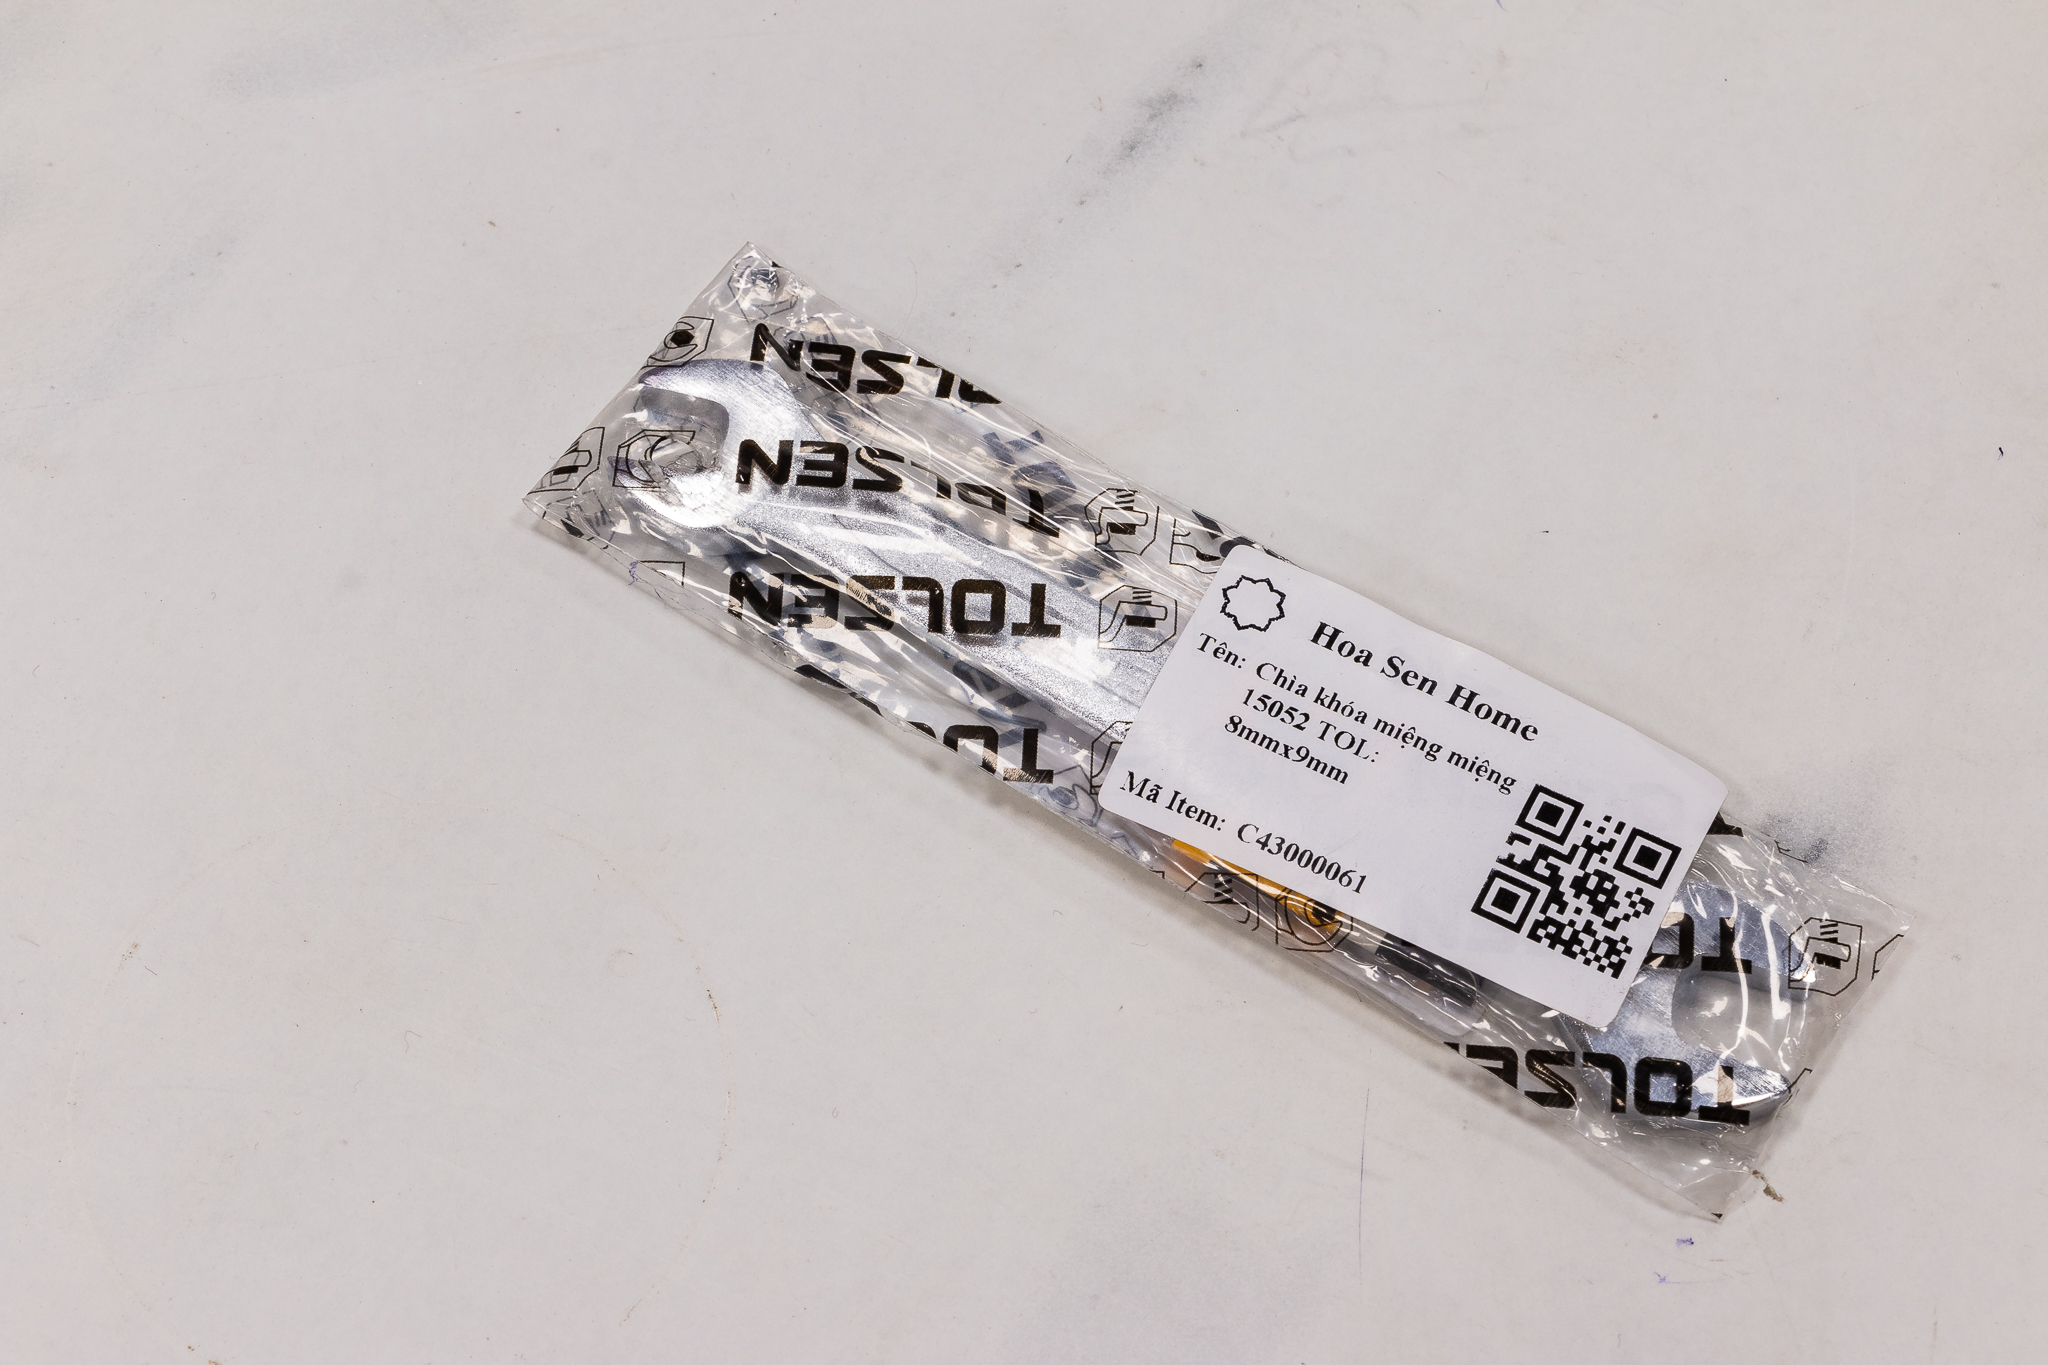 TOLSEN
TOLSEN
TOLSEN
Hoa Sen Home
Tên: Chìa khóa miệng miệng
15052 TOL:
8mmx9mm
Mã Item: C43000061
TOLSEN